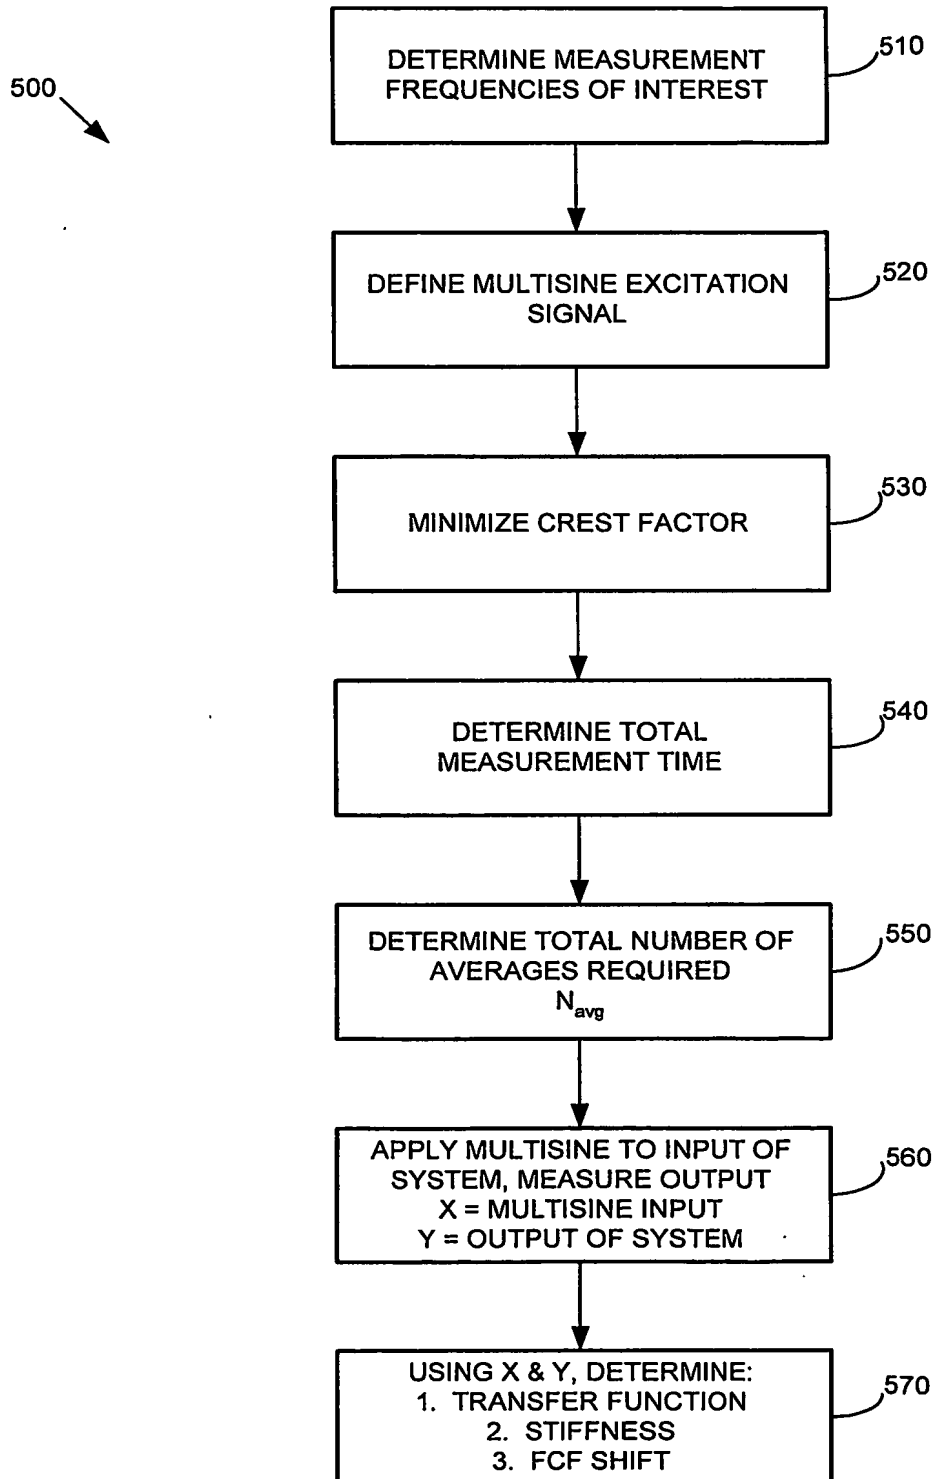 500
DETERMINE MEASUREMENT
FREQUENCIES OF INTEREST
510
DEFINE MULTISINE EXCITATION
SIGNAL
520
MINIMIZE CREST FACTOR
530
DETERMINE TOTAL
MEASUREMENT TIME
540
DETERMINE TOTAL NUMBER OF
AVERAGES REQUIRED
Navg
550
APPLY MULTISINE TO INPUT OF
SYSTEM, MEASURE OUTPUT
X = MULTISINE INPUT
Y = OUTPUT OF SYSTEM
560
USING X & Y, DETERMINE:
1. TRANSFER FUNCTION
2. STIFFNESS
3. FCF SHIFT
570